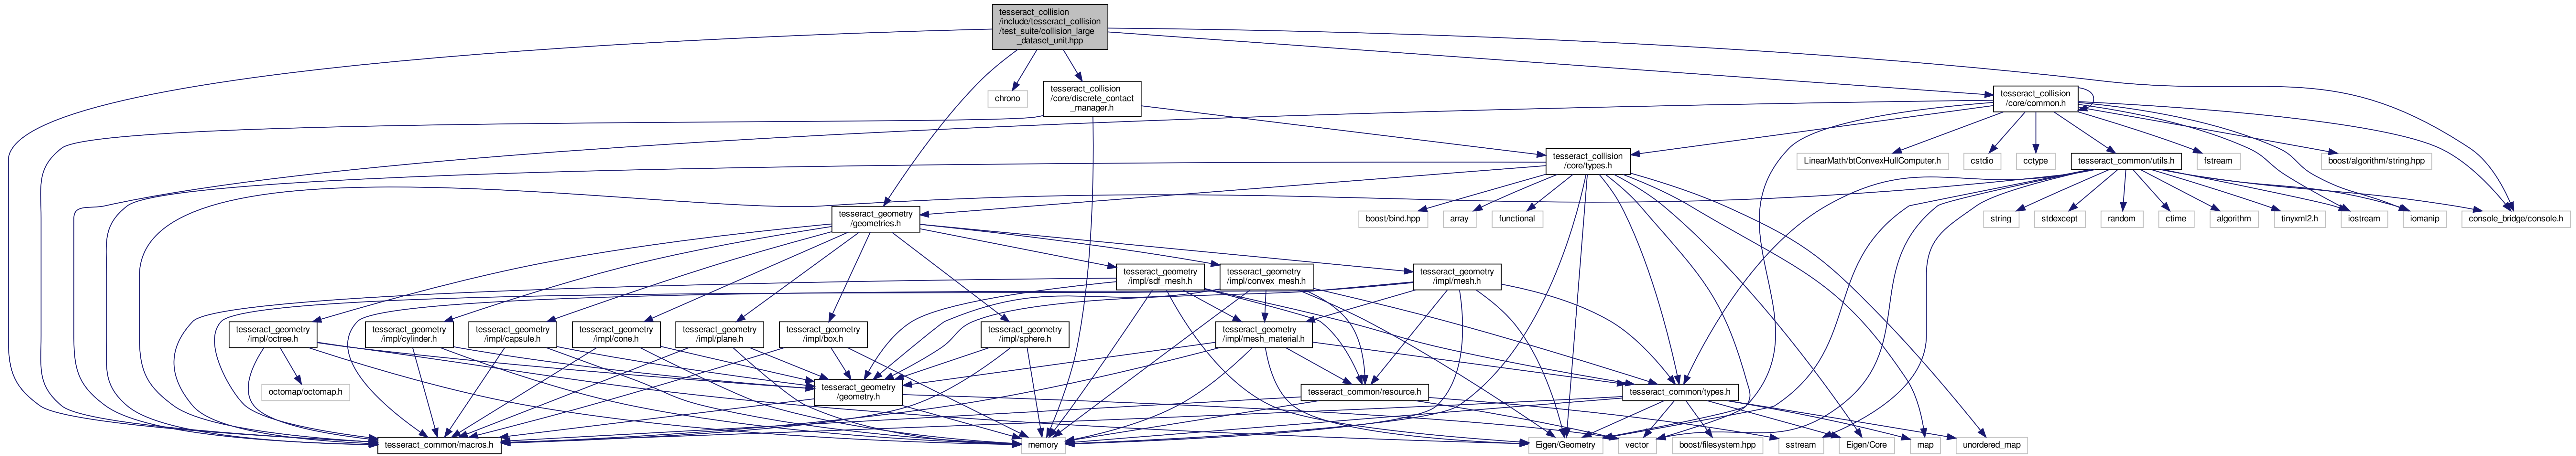 tesseract_collision
/include/tesseract_collision
/test_suite/collision_large
_dataset_unit.hpp
chrono
tesseract_collision
/core/discrete_contact
_manager.h
tesseract_collision
/core/common.h
tesseract_collision
/core/types.h
LinearMath/btConvexHullComputer.h
cstdio
cctype
tesseract_common/utils.h
fstream
boost/algorithm/string.hpp
tesseract_geometry
/geometries.h
boost/bind.hpp
array
functional
string
stdexcept
random
ctime
algorithm
tinyxml2.h
iostream
iomanip
console_bridge/console.h
tesseract_geometry
/impl/sdf_mesh.h
tesseract_geometry
/impl/convex_mesh.h
tesseract_geometry
/impl/mesh.h
tesseract_geometry
/impl/octree.h
tesseract_geometry
/impl/cylinder.h
tesseract_geometry
/impl/capsule.h
tesseract_geometry
/impl/cone.h
tesseract_geometry
/impl/plane.h
tesseract_geometry
/impl/box.h
tesseract_geometry
/impl/sphere.h
tesseract_geometry
/impl/mesh_material.h
octomap/octomap.h
tesseract_geometry
/geometry.h
tesseract_common/resource.h
tesseract_common/types.h
tesseract_common/macros.h
memory
Eigen/Geometry
vector
boost/filesystem.hpp
sstream
Eigen/Core
map
unordered_map